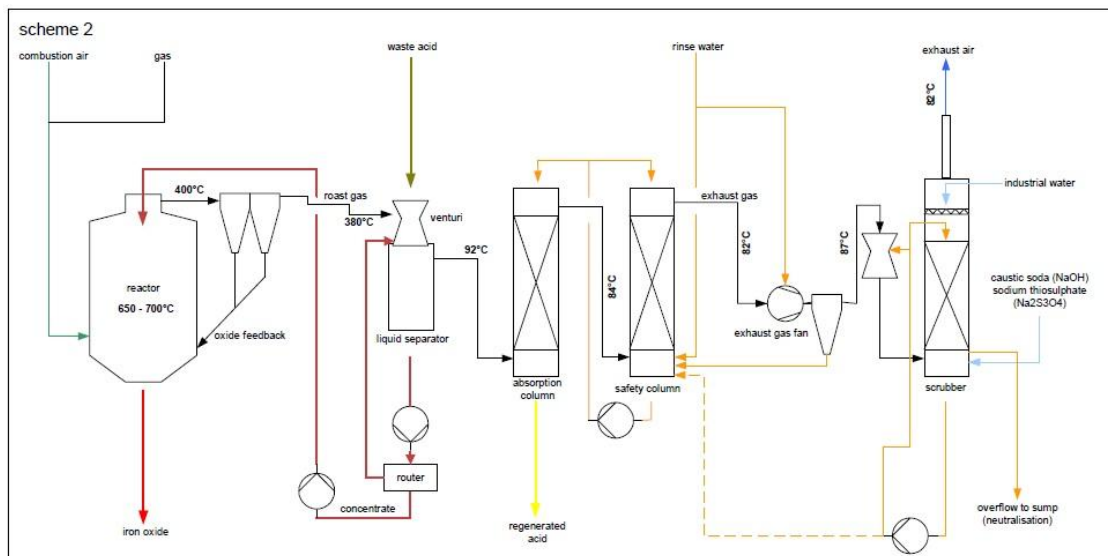 scheme 2
combustion air
gas
waste acid
rinse water
exhaust air
82°C
industrial water
400°C
roast gas
380°C
venturi
exhaust gas
92°C
84°C
82°C
87°C
reactor
650 - 700°C
oxide feedback
liquid separator
exhaust gas fan
caustic soda (NaOH)
sodium thiosulphate
(Na2S3O4)
absorption
column
safety column
scrubber
router
concentrate
iron oxide
regenerated
acid
overflow to sump
(neutralisation)